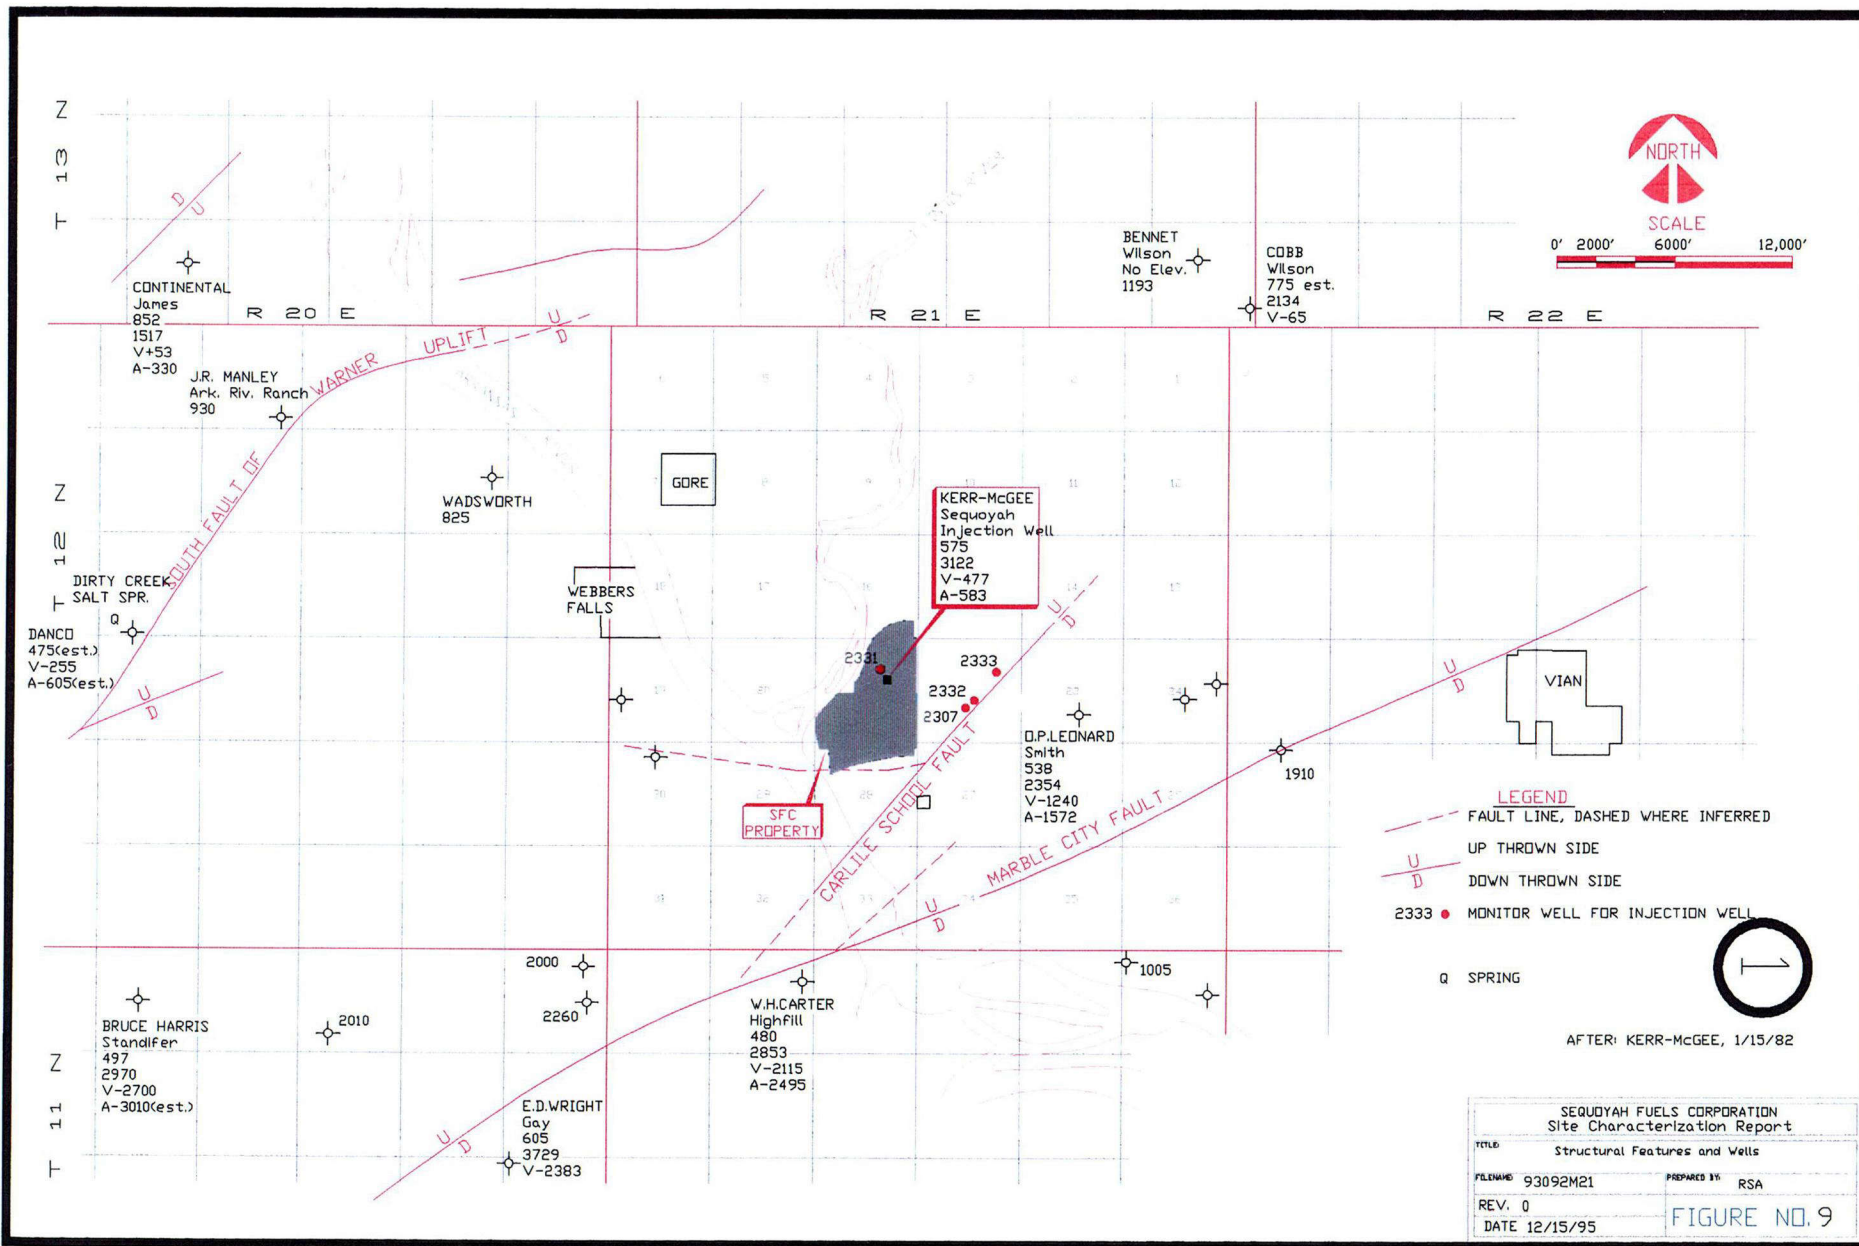 T 13 N
NORTH
SCALE
0' 2000' 6000' 12,000'
D
U
CONTINENTAL
James
852
1517
V+53
A-330
R 20 E
R 21 E
R 22 E
BENNET
Wilson
No Elev.
1193
COBB
Wilson
775 est.
2134
V-65
J.R. MANLEY
Ark. Riv. Ranch
930
SOUTH FAULT OF WARNER UPLIFT
U
D
T 12 N
WADSWORTH
825
GORE
KERR-McGEE
Sequoyah
Injection Well
575
3122
V-477
A-583
U
D
DIRTY CREEK
SALT SPR.
Q
WEBBERS
FALLS
DANCO
475(est.)
V-255
A-605(est.)
U
D
2331
2333
2332
2307
O.P.LEONARD
Smith
538
2354
V-1240
A-1572
U
D
VIAN
1910
SFC
PROPERTY
CARLILE SCHOOL FAULT
MARBLE CITY FAULT
U
D
LEGEND
FAULT LINE, DASHED WHERE INFERRED
U UP THROWN SIDE
D DOWN THROWN SIDE
2333 MONITOR WELL FOR INJECTION WELL
Q SPRING
1
AFTER: KERR-McGEE, 1/15/82
2000
2260
1005
T 11 N
BRUCE HARRIS
Standifer
497
2970
V-2700
A-3010(est.)
2010
W.H.CARTER
Highfill
480
2853
V-2115
A-2495
U
D
E.D.WRIGHT
Gay
605
3729
V-2383
SEQUOYAH FUELS CORPORATION
Site Characterization Report
TITLE: Structural Features and Wells
FILENAME: 93092M21 PREPARED BY: RSA
REV. 0
DATE 12/15/95
FIGURE NO. 9